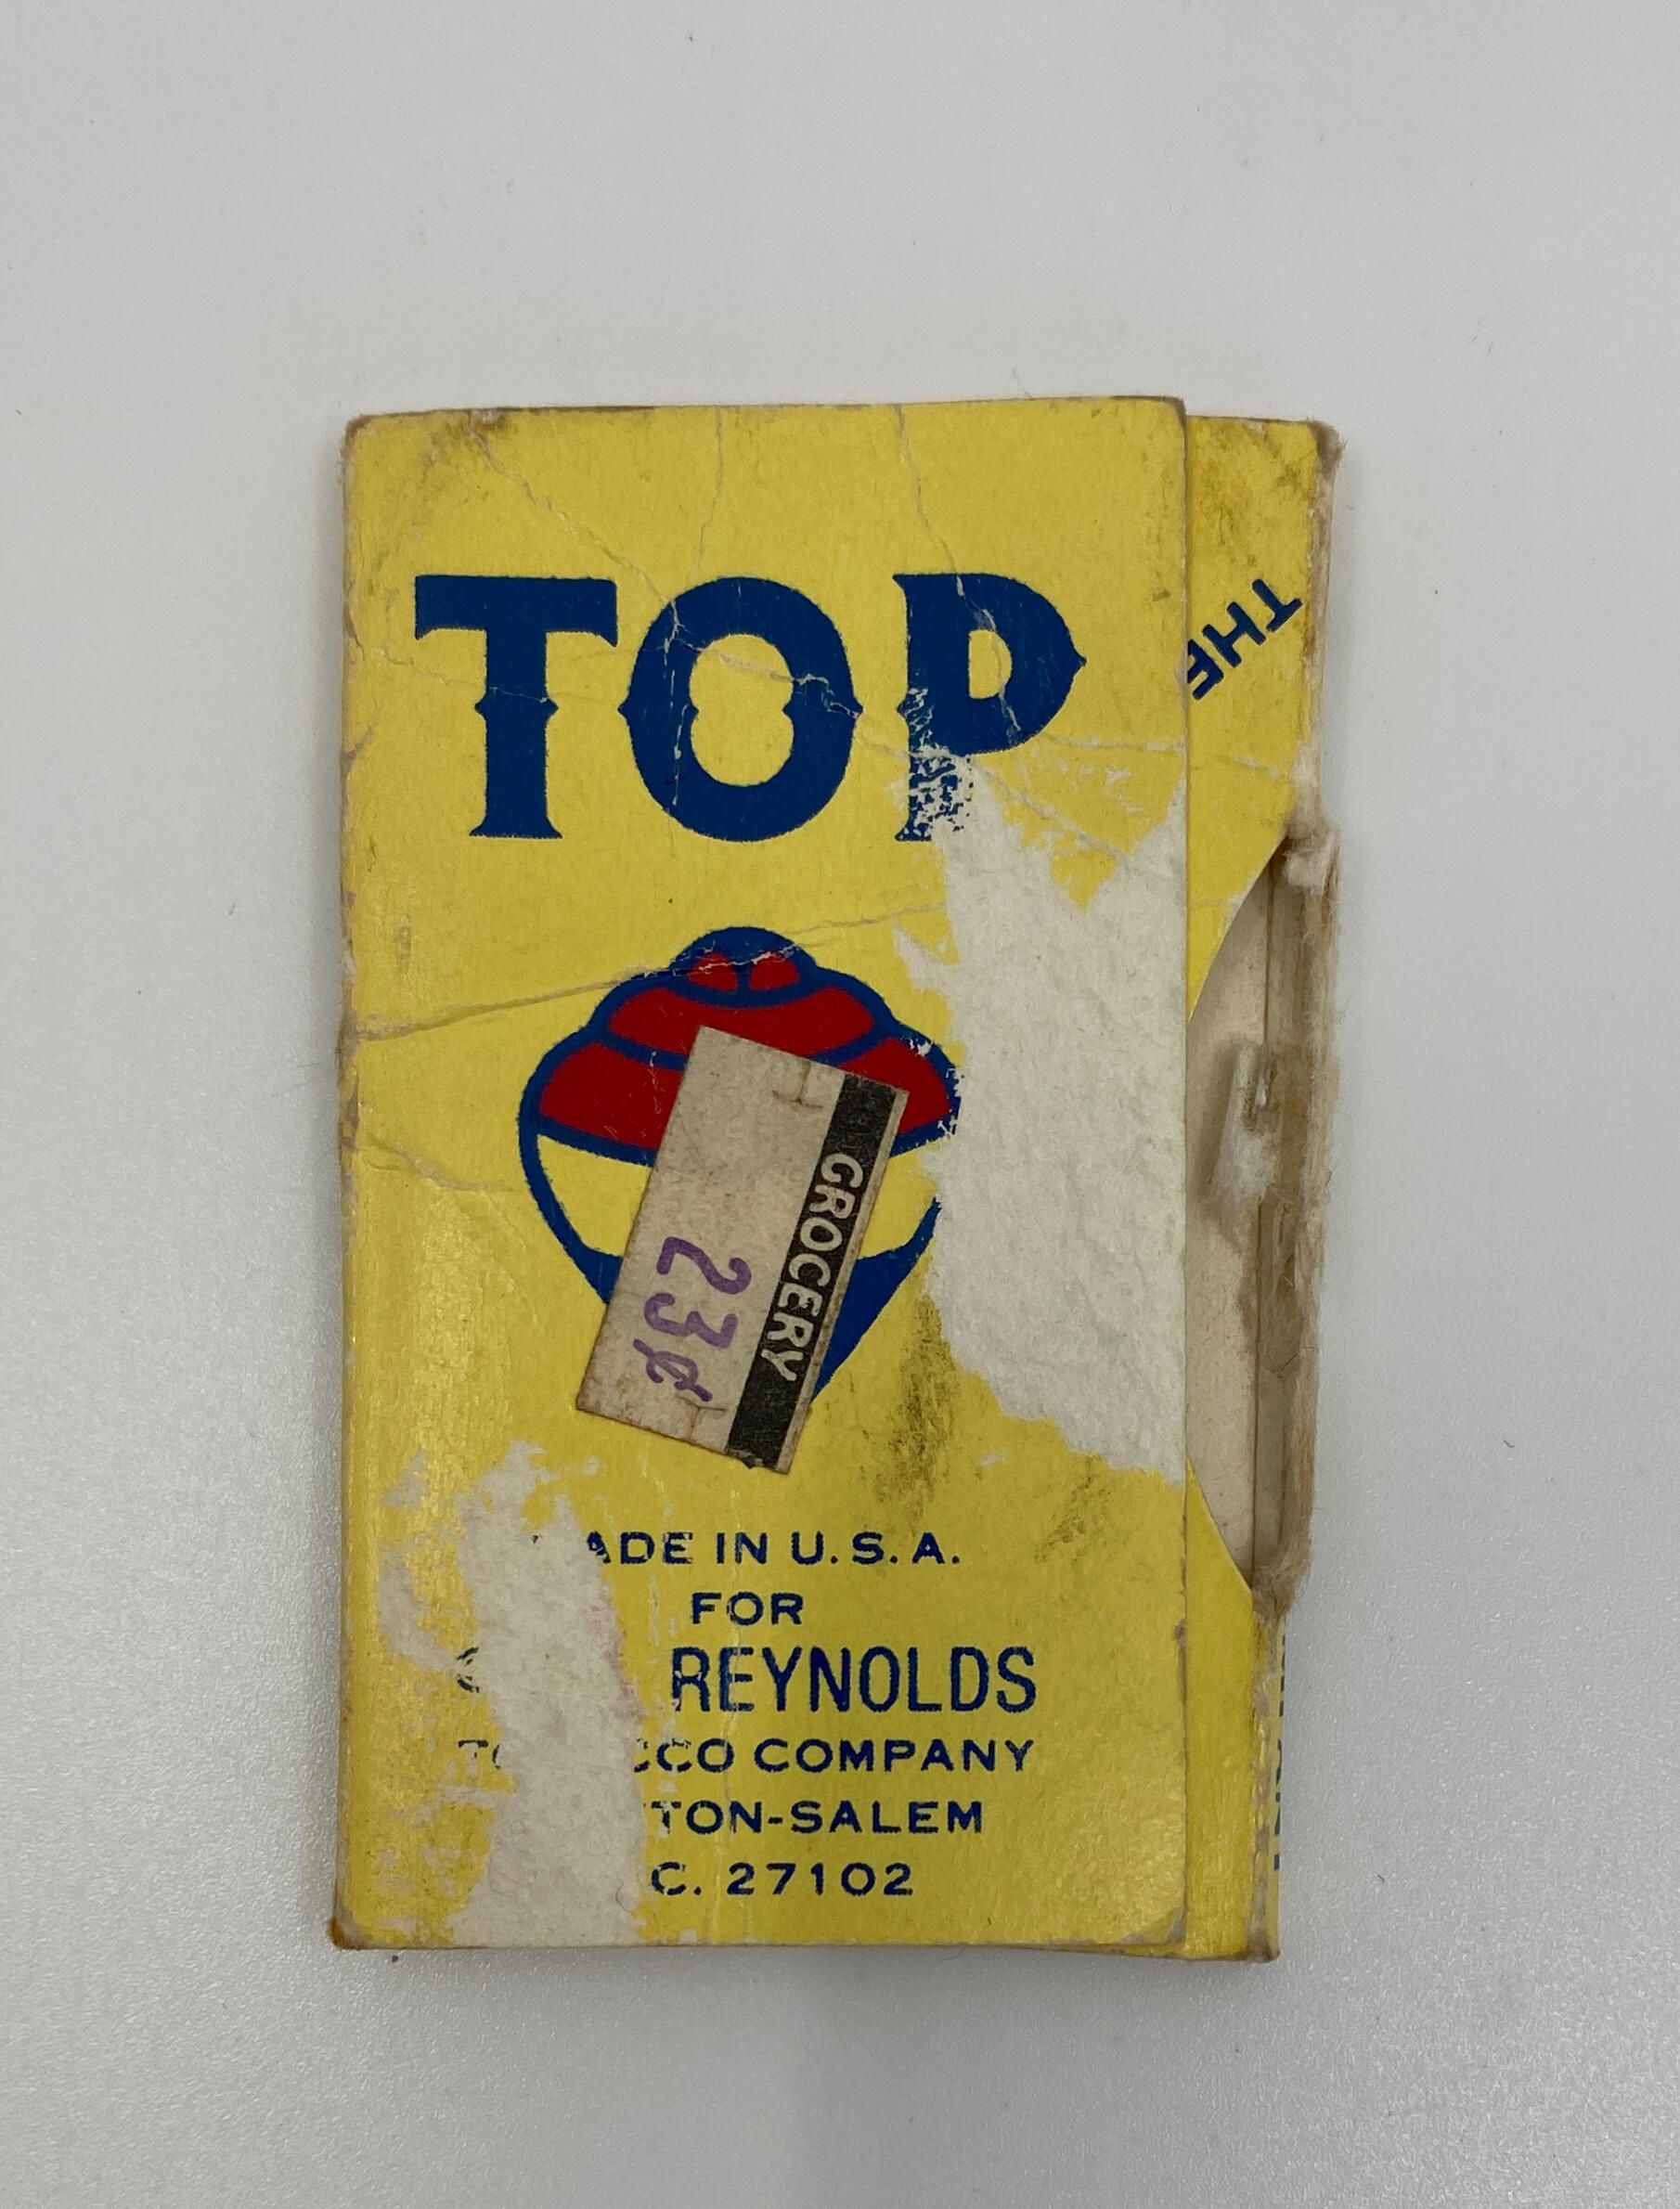 TOP
THE
GROCERY
23¢
ADE IN U.S.A.
FOR
REYNOLDS
CCO COMPANY
TON-SALEM
C. 27102